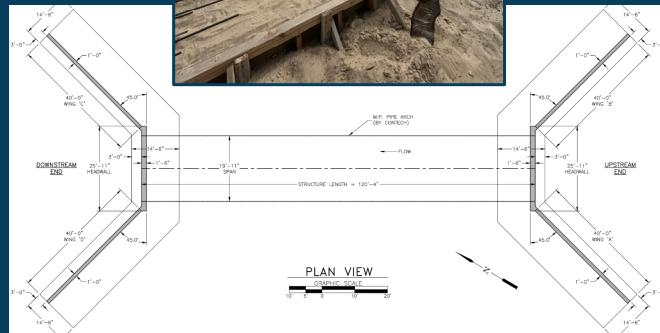 14'-6"
3'-0"
1'-0"
45.0°
40'-0"
WING 'C'
14'-6"
3'-0"
1'-6"
DOWNSTREAM
END
25'-11"
HEADWALL
19'-11"
SPAN
W.P. PIPE ARCH
(BY CONTECH)
FLOW
STRUCTURE LENGTH = 120'-4"
40'-0"
WING 'D'
45.0°
1'-0"
3'-0"
14'-6"
14'-6"
3'-0"
1'-0"
45.0°
40'-0"
WING 'B'
14'-6"
3'-0"
1'-6"
25'-11"
HEADWALL
UPSTREAM
END
40'-0"
WING 'A'
45.0°
1'-0"
3'-0"
14'-6"
N
PLAN VIEW
GRAPHIC SCALE
10' 5' 0 10' 20'